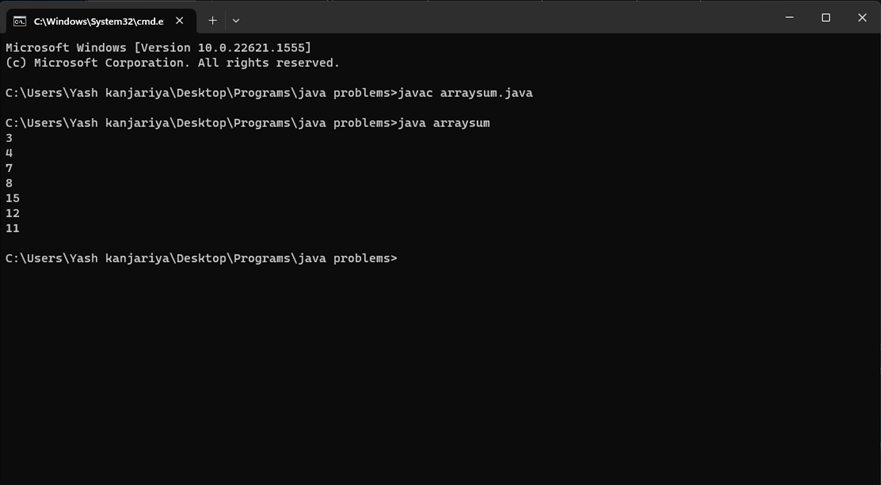 C:\Windows\System32\cmd.e
Microsoft Windows [Version 10.0.22621.1555]
(c) Microsoft Corporation. All rights reserved.
C:\Users\Yash kanjariya\Desktop\Programs\java problems>javac arraysum.java
C:\Users\Yash kanjariya\Desktop\Programs\java problems>java arraysum
3
4
7
8
15
12
11
C:\Users\Yash kanjariya\Desktop\Programs\java problems>